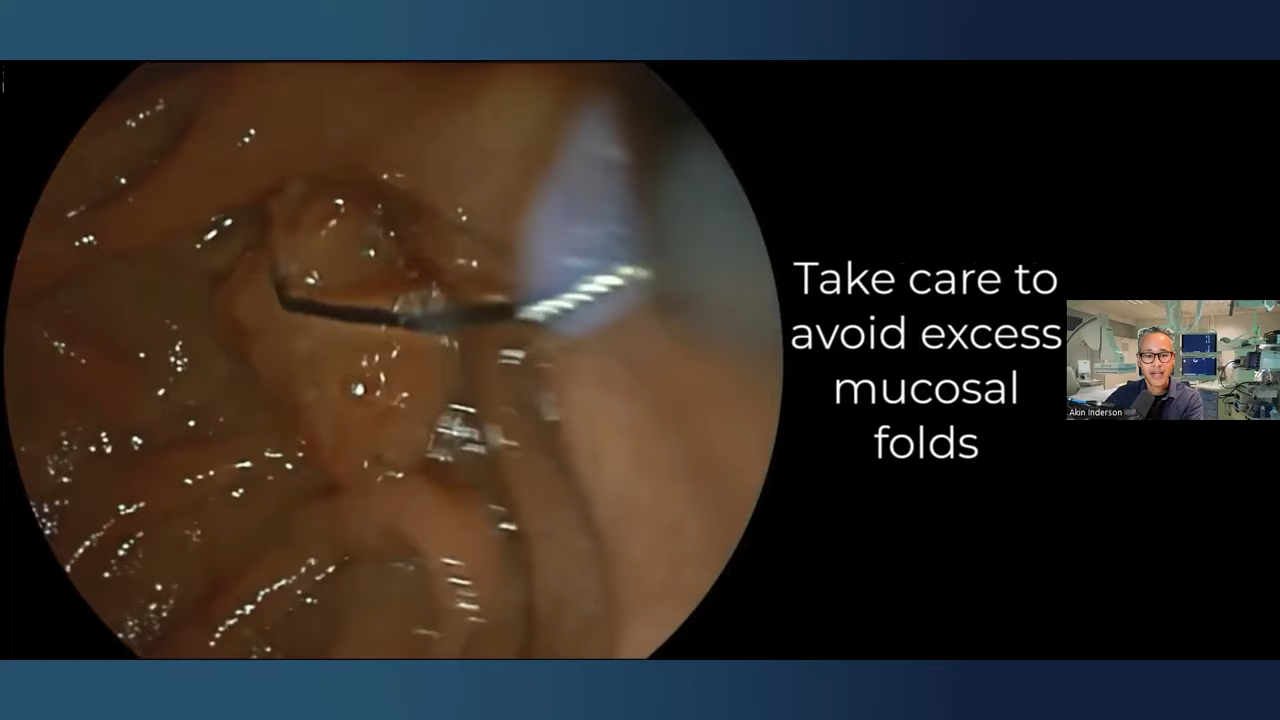 Take care to
avoid excess
mucosal
folds
Akin Inderson